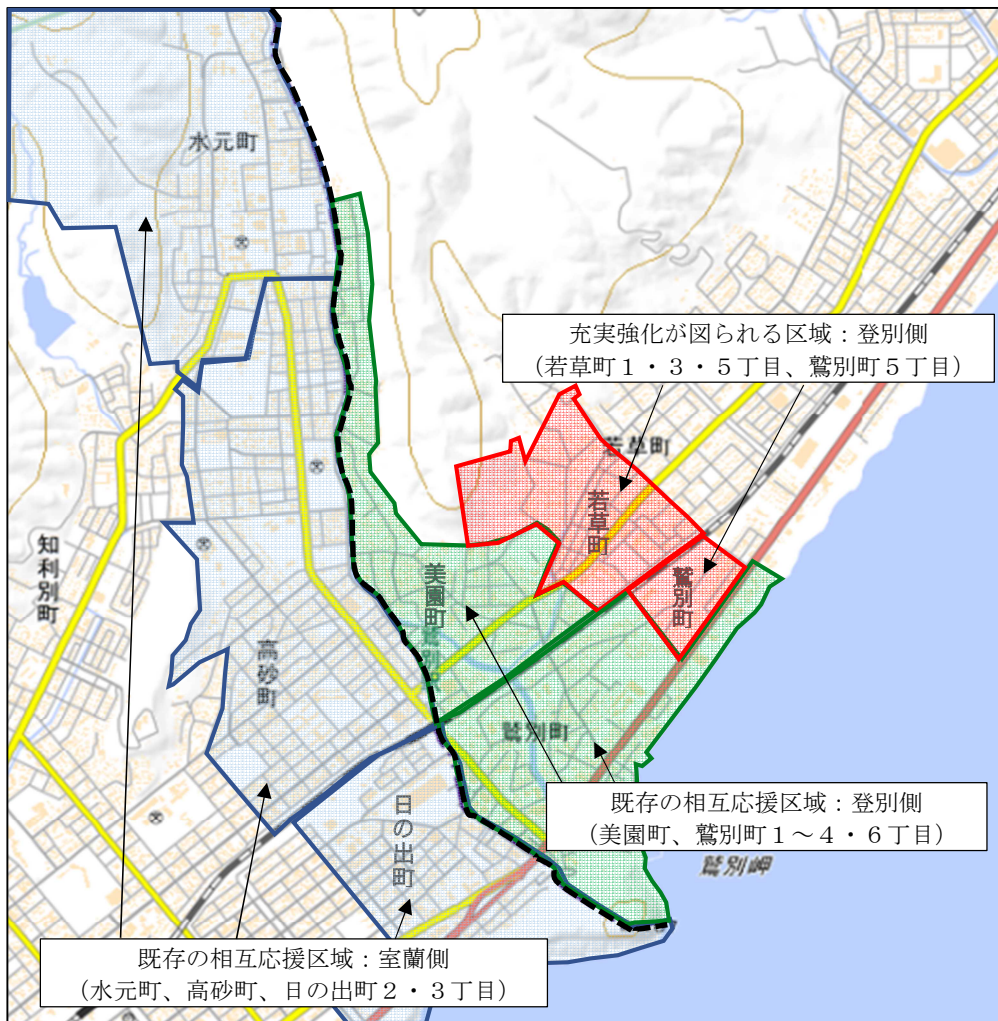 水元町
充実強化が図られる区域：登別側
（若草町１・３・５丁目、鷲別町５丁目）
若草町
若草町
知利別町
美園町
鷲別町
高砂町
鷲別町
日の出町
既存の相互応援区域：登別側
（美園町、鷲別町１～４・６丁目）
鷲別岬
既存の相互応援区域：室蘭側
（水元町、高砂町、日の出町２・３丁目）